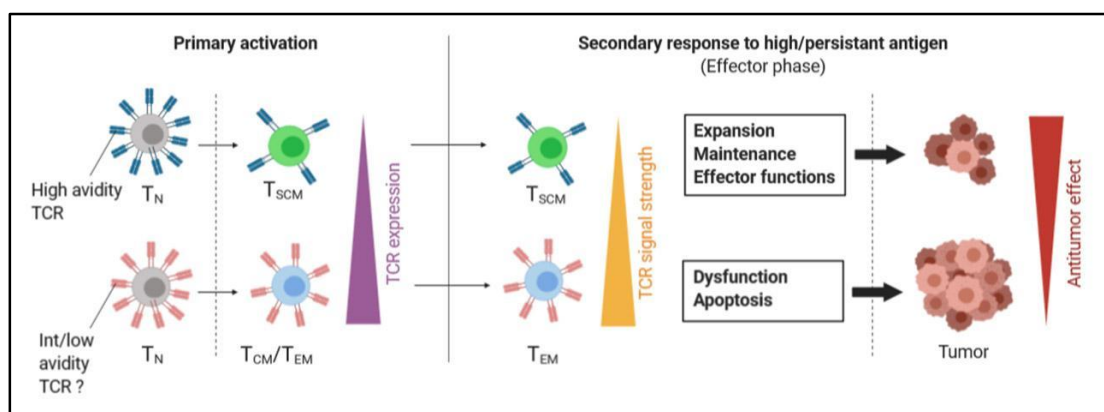 Primary activation
Secondary response to high/persistant antigen
(Effector phase)
High avidity
TCR
TN
TSCM
TCR expression
TSCM
TCR signal strength
Expansion
Maintenance
Effector functions
Antitumor effect
Int/low
avidity
TCR ?
TN
TCM/TEM
TEM
Dysfunction
Apoptosis
Tumor